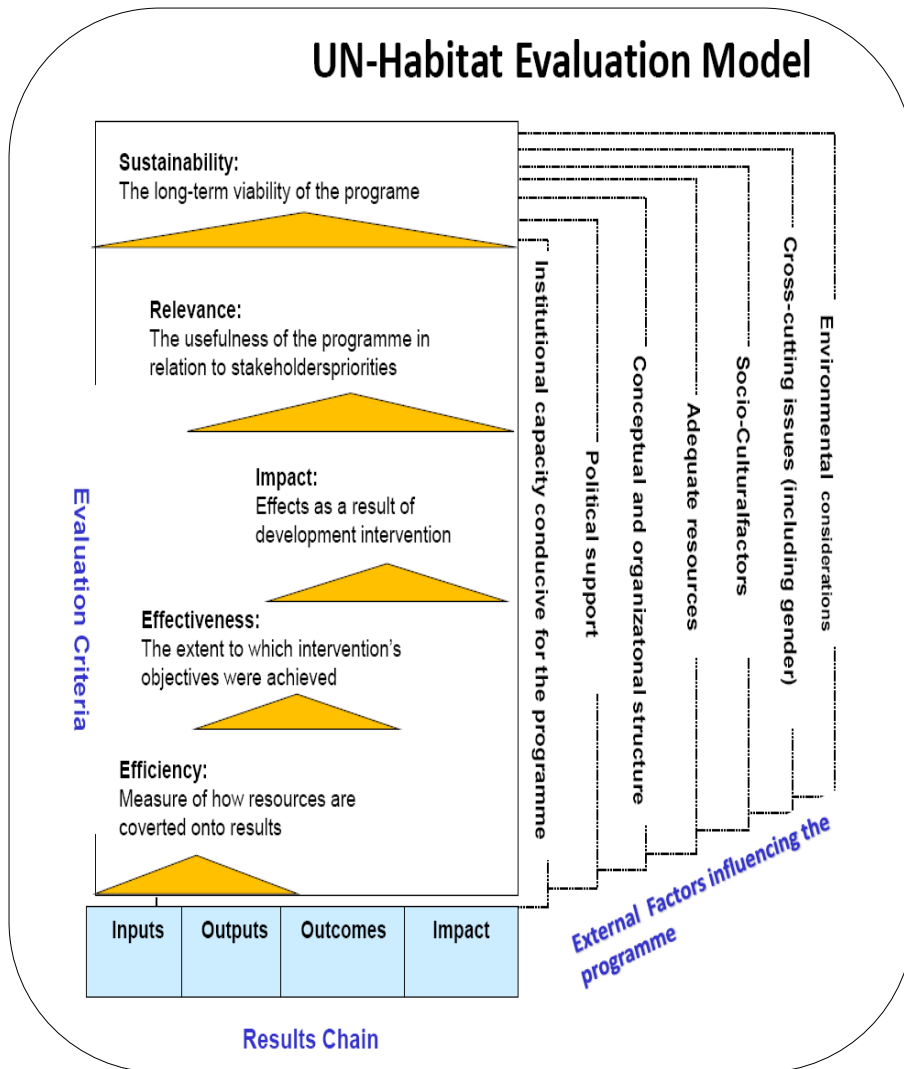 UN-Habitat Evaluation Model
Sustainability:
The long-term viability of the programe
Relevance:
The usefulness of the programme in
relation to stakeholderspriorities
Impact:
Effects as a result of
development intervention
Effectiveness:
The extent to which intervention's
objectives were achieved
Efficiency:
Measure of how resources are
coverted onto results
Evaluation Criteria
Institutional capacity conducive for the programme
Political support
Conceptual and organizatonal structure
Adequate resources
Socio-Culturalfactors
Cross-cutting issues (including gender)
Environmental considerations
External Factors influencing the
programme
Inputs
Outputs
Outcomes
Impact
Results Chain